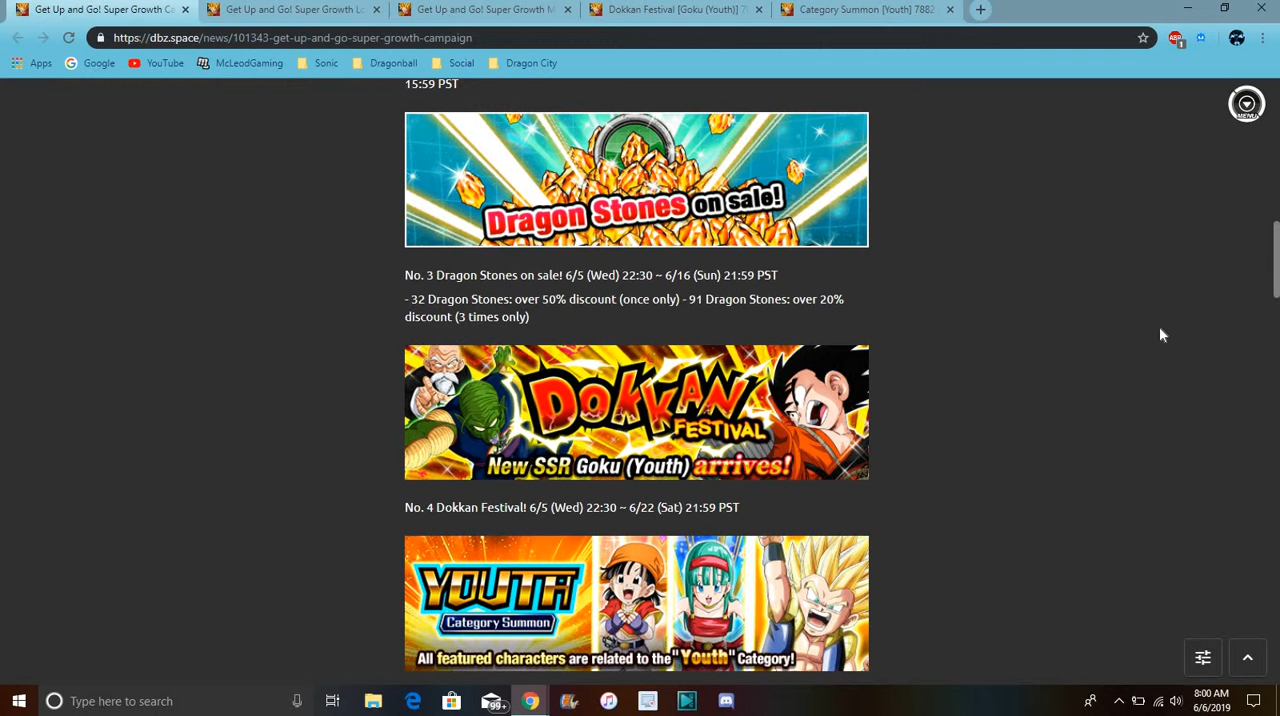 Get Up and Go! Super Growth Ca
Get Up and Go! Super Growth Lo
Get Up and Go! Super Growth M
Dokkan Festival [Goku (Youth)] 7
Category Summon [Youth] 7882
https://dbz.space/news/101343-get-up-and-go-super-growth-campaign
ABP
1
Apps
Google
YouTube
McLeodGaming
Sonic
Dragonball
Social
Dragon City
15:59 PST
MENU
Dragon Stones on sale!
No. 3 Dragon Stones on sale! 6/5 (Wed) 22:30 ~ 6/16 (Sun) 21:59 PST
- 32 Dragon Stones: over 50% discount (once only) - 91 Dragon Stones: over 20%
discount (3 times only)
DOKKAN
FESTIVAL
New SSR Goku (Youth) arrives!
No. 4 Dokkan Festival! 6/5 (Wed) 22:30 ~ 6/22 (Sat) 21:59 PST
YOUTH
Category Summon
All featured characters are related to the "Youth" Category!
Type here to search
99+
8:00 AM
6/6/2019